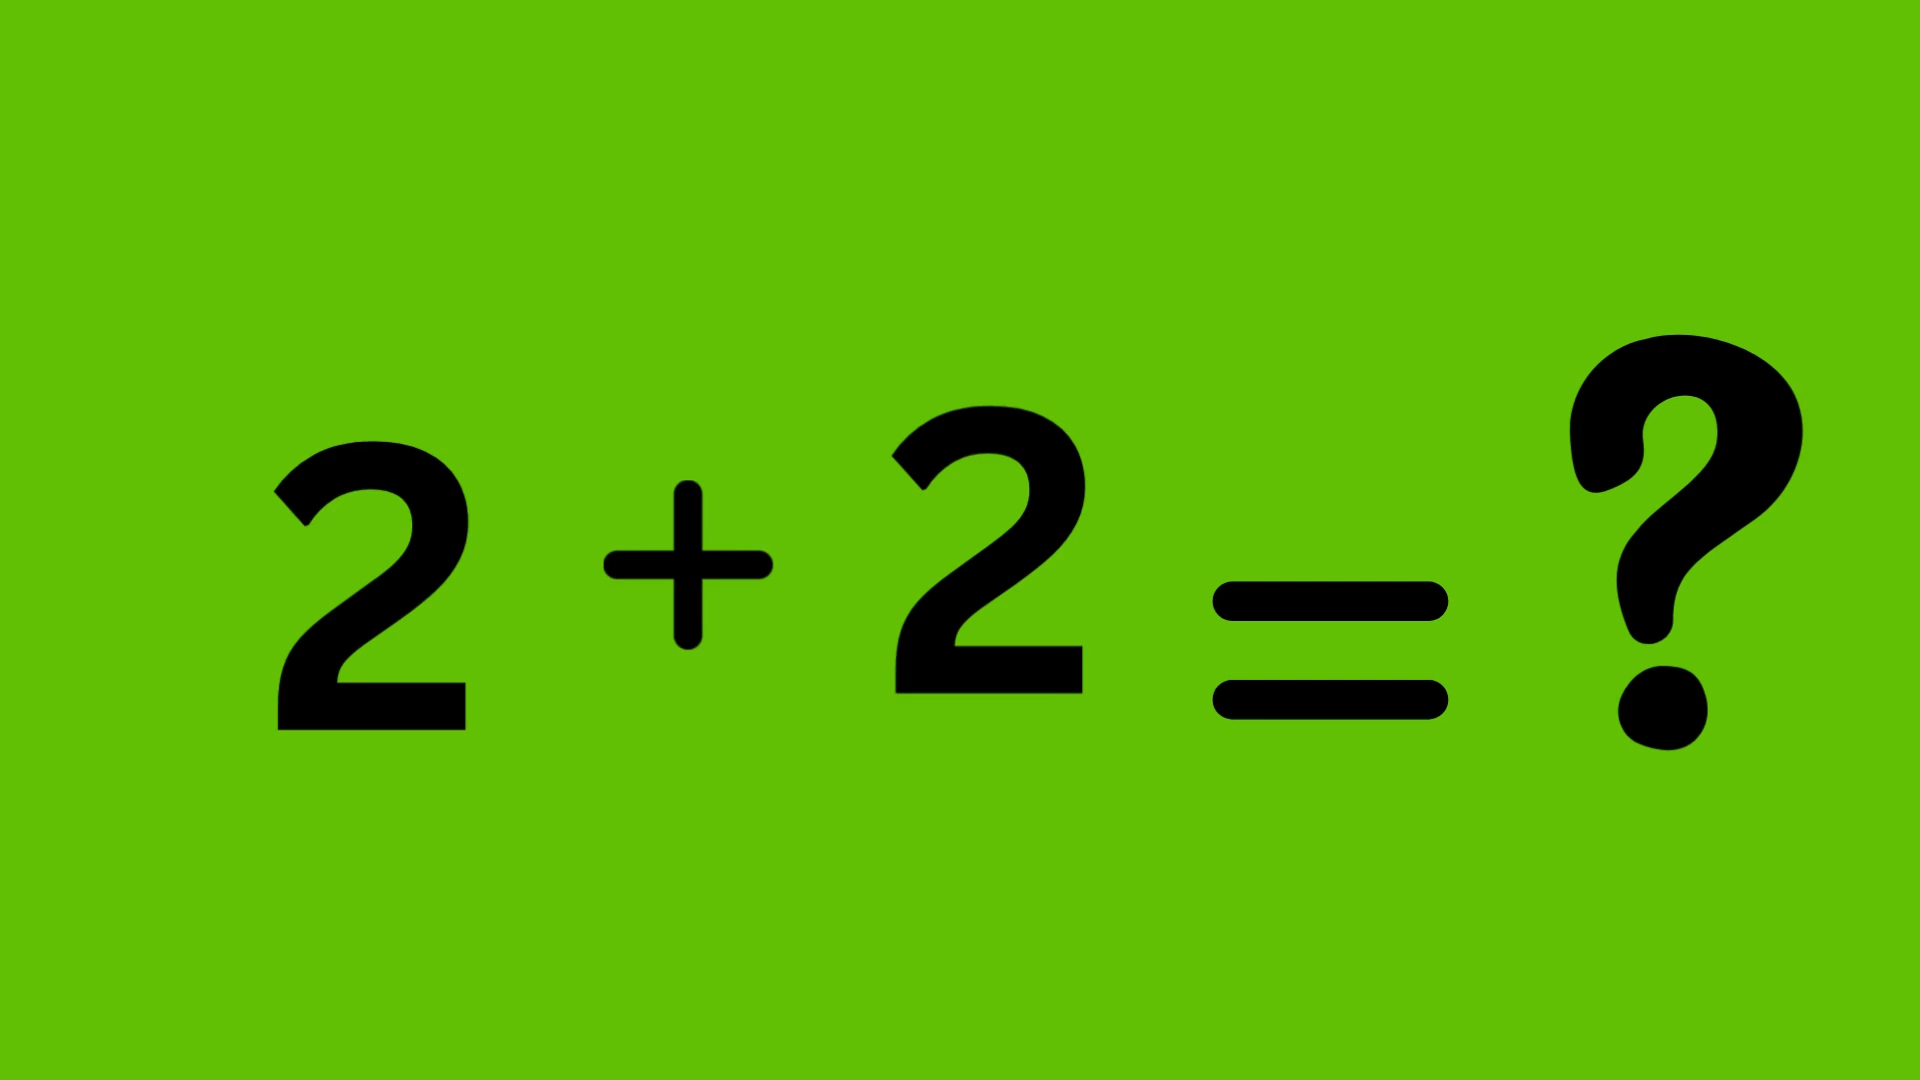 2 + 2 = ?